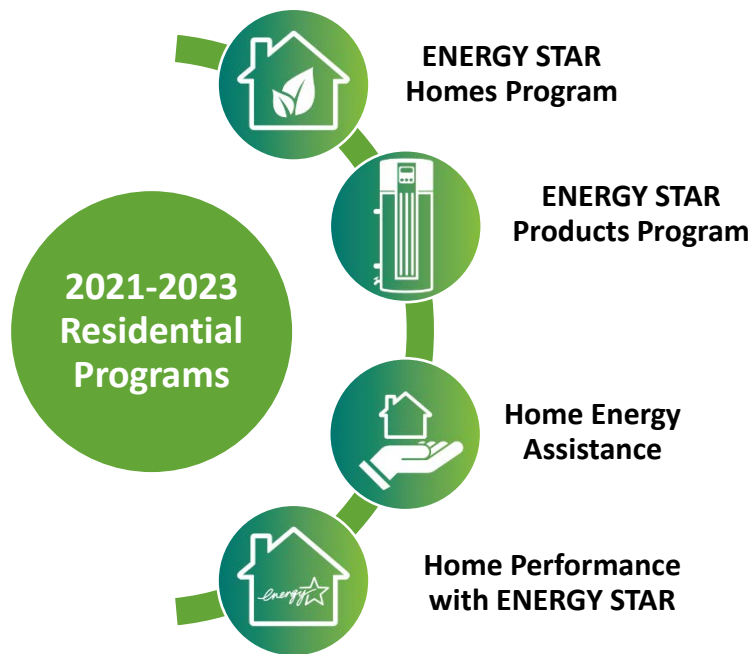 ENERGY STAR
Homes Program
ENERGY STAR
Products Program
2021-2023
Residential
Programs
Home Energy
Assistance
Home Performance
with ENERGY STAR
energy